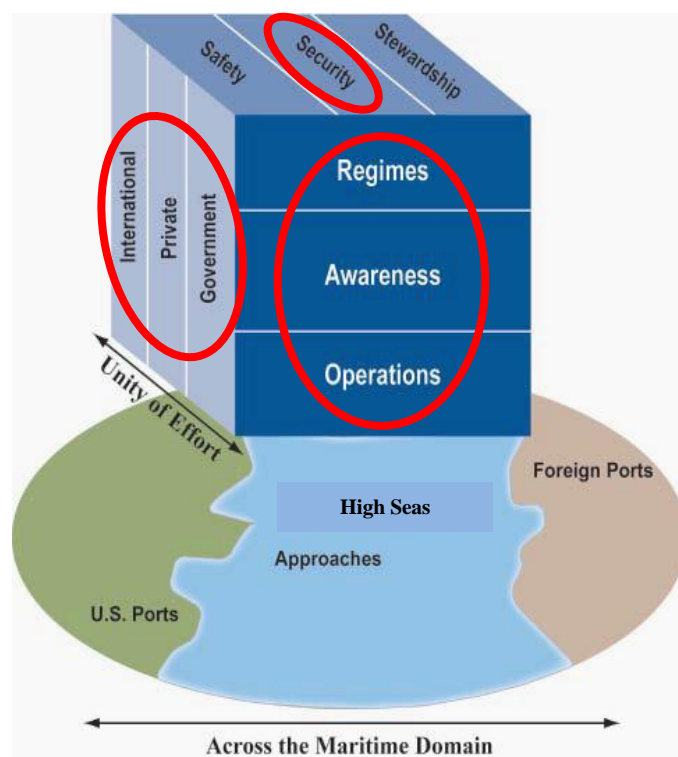 Safety
Security
Stewardship
International
Private
Government
Regimes
Awareness
Operations
Unity of Effort
High Seas
Foreign Ports
Approaches
U.S. Ports
Across the Maritime Domain